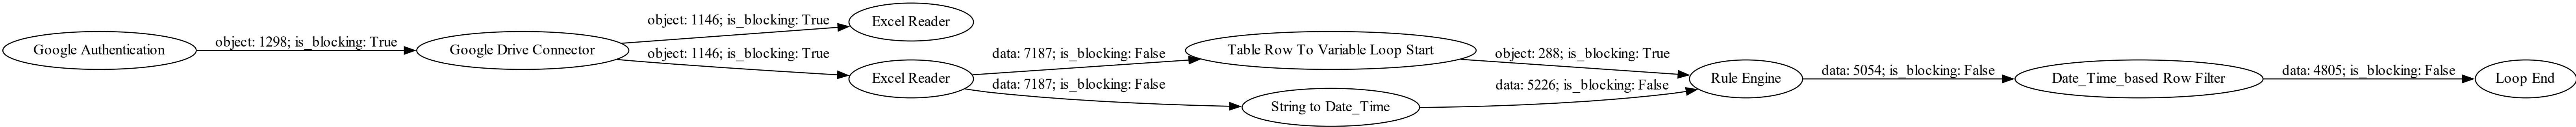 Google Authentication
object: 1298; is_blocking: True
Google Drive Connector
object: 1146; is_blocking: True
Excel Reader
object: 1146; is_blocking: True
Excel Reader
data: 7187; is_blocking: False
Table Row To Variable Loop Start
object: 288; is_blocking: True
data: 7187; is_blocking: False
String to Date_Time
data: 5226; is_blocking: False
Rule Engine
data: 5054; is_blocking: False
Date_Time_based Row Filter
data: 4805; is_blocking: False
Loop End